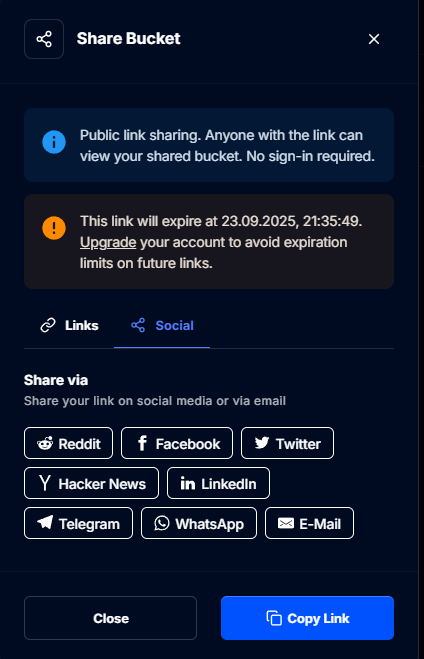 Share Bucket
Public link sharing. Anyone with the link can
view your shared bucket. No sign-in required.
This link will expire at 23.09.2025, 21:35:49.
Upgrade your account to avoid expiration
limits on future links.
Links Social
Share via
Share your link on social media or via email
Reddit Facebook Twitter
Hacker News LinkedIn
Telegram WhatsApp E-Mail
Close Copy Link